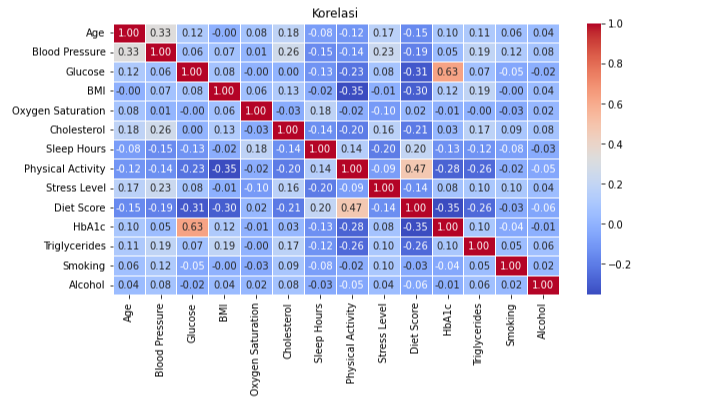 Korelasi
Age 1.00 0.33 0.12 -0.00 0.08 0.18 -0.08 -0.12 0.17 -0.15 0.10 0.11 0.06 0.04
Blood Pressure 0.33 1.00 0.06 0.07 0.01 0.26 -0.15 -0.14 0.23 -0.19 0.05 0.19 0.12 0.08
Glucose 0.12 0.06 1.00 0.08 -0.00 0.00 -0.13 -0.23 0.08 -0.31 0.63 0.07 -0.05 -0.02
BMI -0.00 0.07 0.08 1.00 0.06 0.13 -0.02 -0.35 -0.01 -0.30 0.12 0.19 -0.00 0.04
Oxygen Saturation 0.08 0.01 -0.00 0.06 1.00 -0.03 0.18 -0.02 -0.10 0.02 -0.01 -0.00 -0.03 0.02
Cholesterol 0.18 0.26 0.00 0.13 -0.03 1.00 -0.14 -0.20 0.16 -0.21 0.03 0.17 0.09 0.08
Sleep Hours -0.08 -0.15 -0.13 -0.02 0.18 -0.14 1.00 0.14 -0.20 0.20 -0.13 -0.12 -0.08 -0.03
Physical Activity -0.12 -0.14 -0.23 -0.35 -0.02 -0.20 0.14 1.00 -0.09 0.47 -0.28 -0.26 -0.02 -0.05
Stress Level 0.17 0.23 0.08 -0.01 -0.10 0.16 -0.20 -0.09 1.00 -0.14 0.08 0.10 0.10 0.04
Diet Score -0.15 -0.19 -0.31 -0.30 0.02 -0.21 0.20 0.47 -0.14 1.00 -0.35 -0.26 -0.03 -0.06
HbA1c 0.10 0.05 0.63 0.12 -0.01 0.03 -0.13 -0.28 0.08 -0.35 1.00 0.10 -0.04 -0.01
Triglycerides 0.11 0.19 0.07 0.19 -0.00 0.17 -0.12 -0.26 0.10 -0.26 0.10 1.00 0.05 0.06
Smoking 0.06 0.12 -0.05 -0.00 -0.03 0.09 -0.08 -0.02 0.10 -0.03 -0.04 0.05 1.00 0.02
Alcohol 0.04 0.08 -0.02 0.04 0.02 0.08 -0.03 -0.05 0.04 -0.06 -0.01 0.06 0.02 1.00
Age
Blood Pressure
Glucose
BMI
Oxygen Saturation
Cholesterol
Sleep Hours
Physical Activity
Stress Level
Diet Score
HbA1c
Triglycerides
Smoking
Alcohol
1.0
0.8
0.6
0.4
0.2
0.0
−0.2